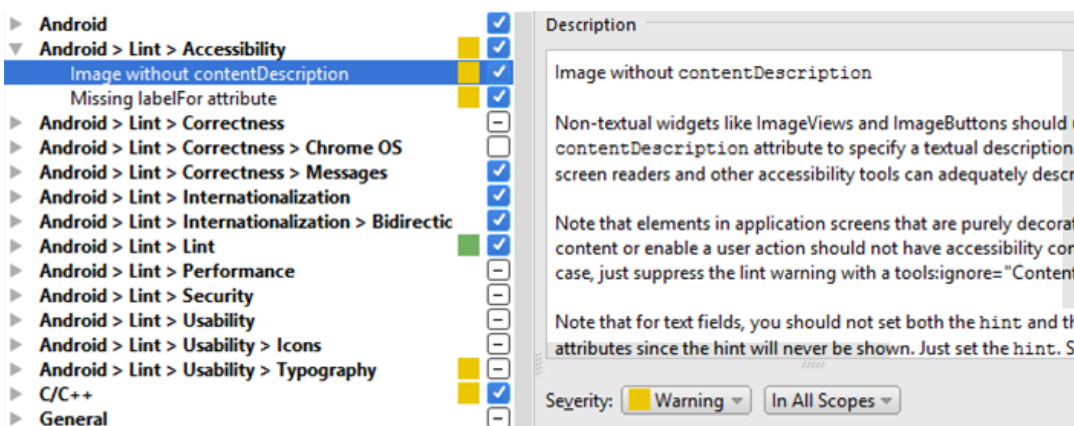 Android
Android > Lint > Accessibility
Image without contentDescription
Missing labelFor attribute
Android > Lint > Correctness
Android > Lint > Correctness > Chrome OS
Android > Lint > Correctness > Messages
Android > Lint > Internationalization
Android > Lint > Internationalization > Bidirectic
Android > Lint > Lint
Android > Lint > Performance
Android > Lint > Security
Android > Lint > Usability
Android > Lint > Usability > Icons
Android > Lint > Usability > Typography
C/C++
General
Description
Image without contentDescription
Non-textual widgets like ImageViews and ImageButtons should
contentDescription attribute to specify a textual description
screen readers and other accessibility tools can adequately descr
Note that elements in application screens that are purely decorat
content or enable a user action should not have accessibility con
case, just suppress the lint warning with a tools:ignore="Content
Note that for text fields, you should not set both the hint and th
attributes since the hint will never be shown. Just set the hint. S
Severity: Warning In All Scopes